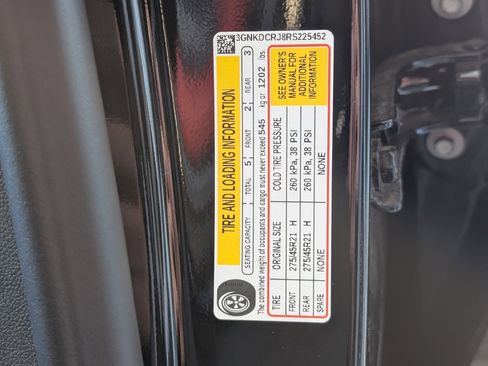 3GNKDCRJ8RS225452
TIRE AND LOADING INFORMATION
SEATING CAPACITY | TOTAL 5 | FRONT 2 | REAR 3
The combined weight of occupants and cargo must never exceed 545 kg or 1202 lbs.
TIRE ORIGINAL SIZE COLD TIRE PRESSURE
FRONT 275/45R21 H 260 kPa, 38 PSI
REAR 275/45R21 H 260 kPa, 38 PSI
SPARE NONE NONE
SEE OWNER'S
MANUAL FOR
ADDITIONAL
INFORMATION